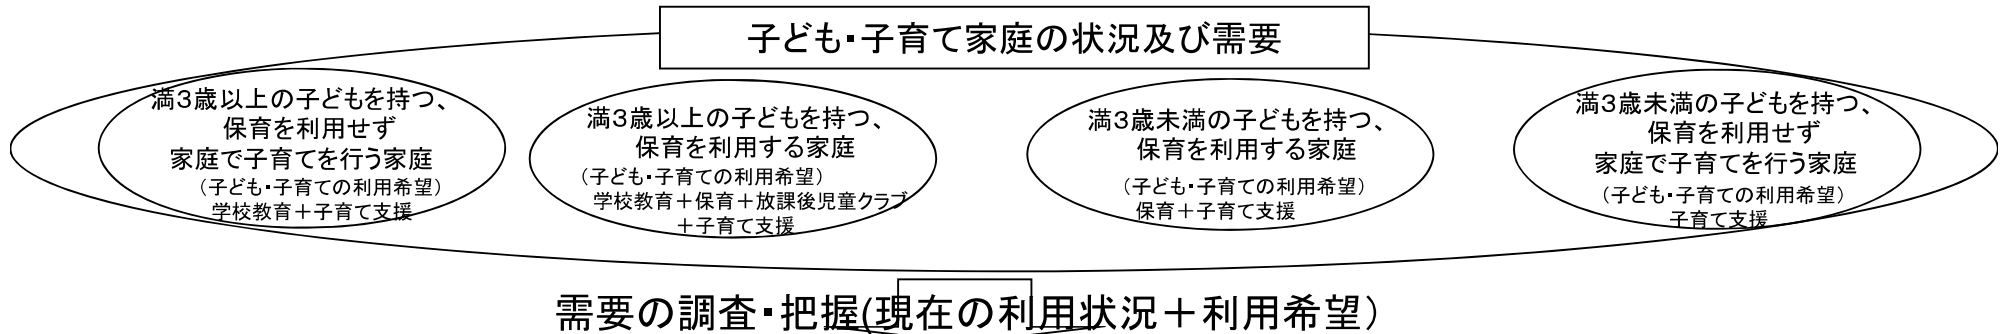 子ども・子育て家庭の状況及び需要
満3歳以上の子どもを持つ、
保育を利用せず
家庭で子育てを行う家庭
（子ども・子育ての利用希望）
学校教育＋子育て支援
満3歳以上の子どもを持つ、
保育を利用する家庭
（子ども・子育ての利用希望）
学校教育＋保育＋放課後児童クラブ
＋子育て支援
満3歳未満の子どもを持つ、
保育を利用する家庭
（子ども・子育ての利用希望）
保育＋子育て支援
満3歳未満の子どもを持つ、
保育を利用せず
家庭で子育てを行う家庭
（子ども・子育ての利用希望）
子育て支援
需要の調査・把握(現在の利用状況＋利用希望）